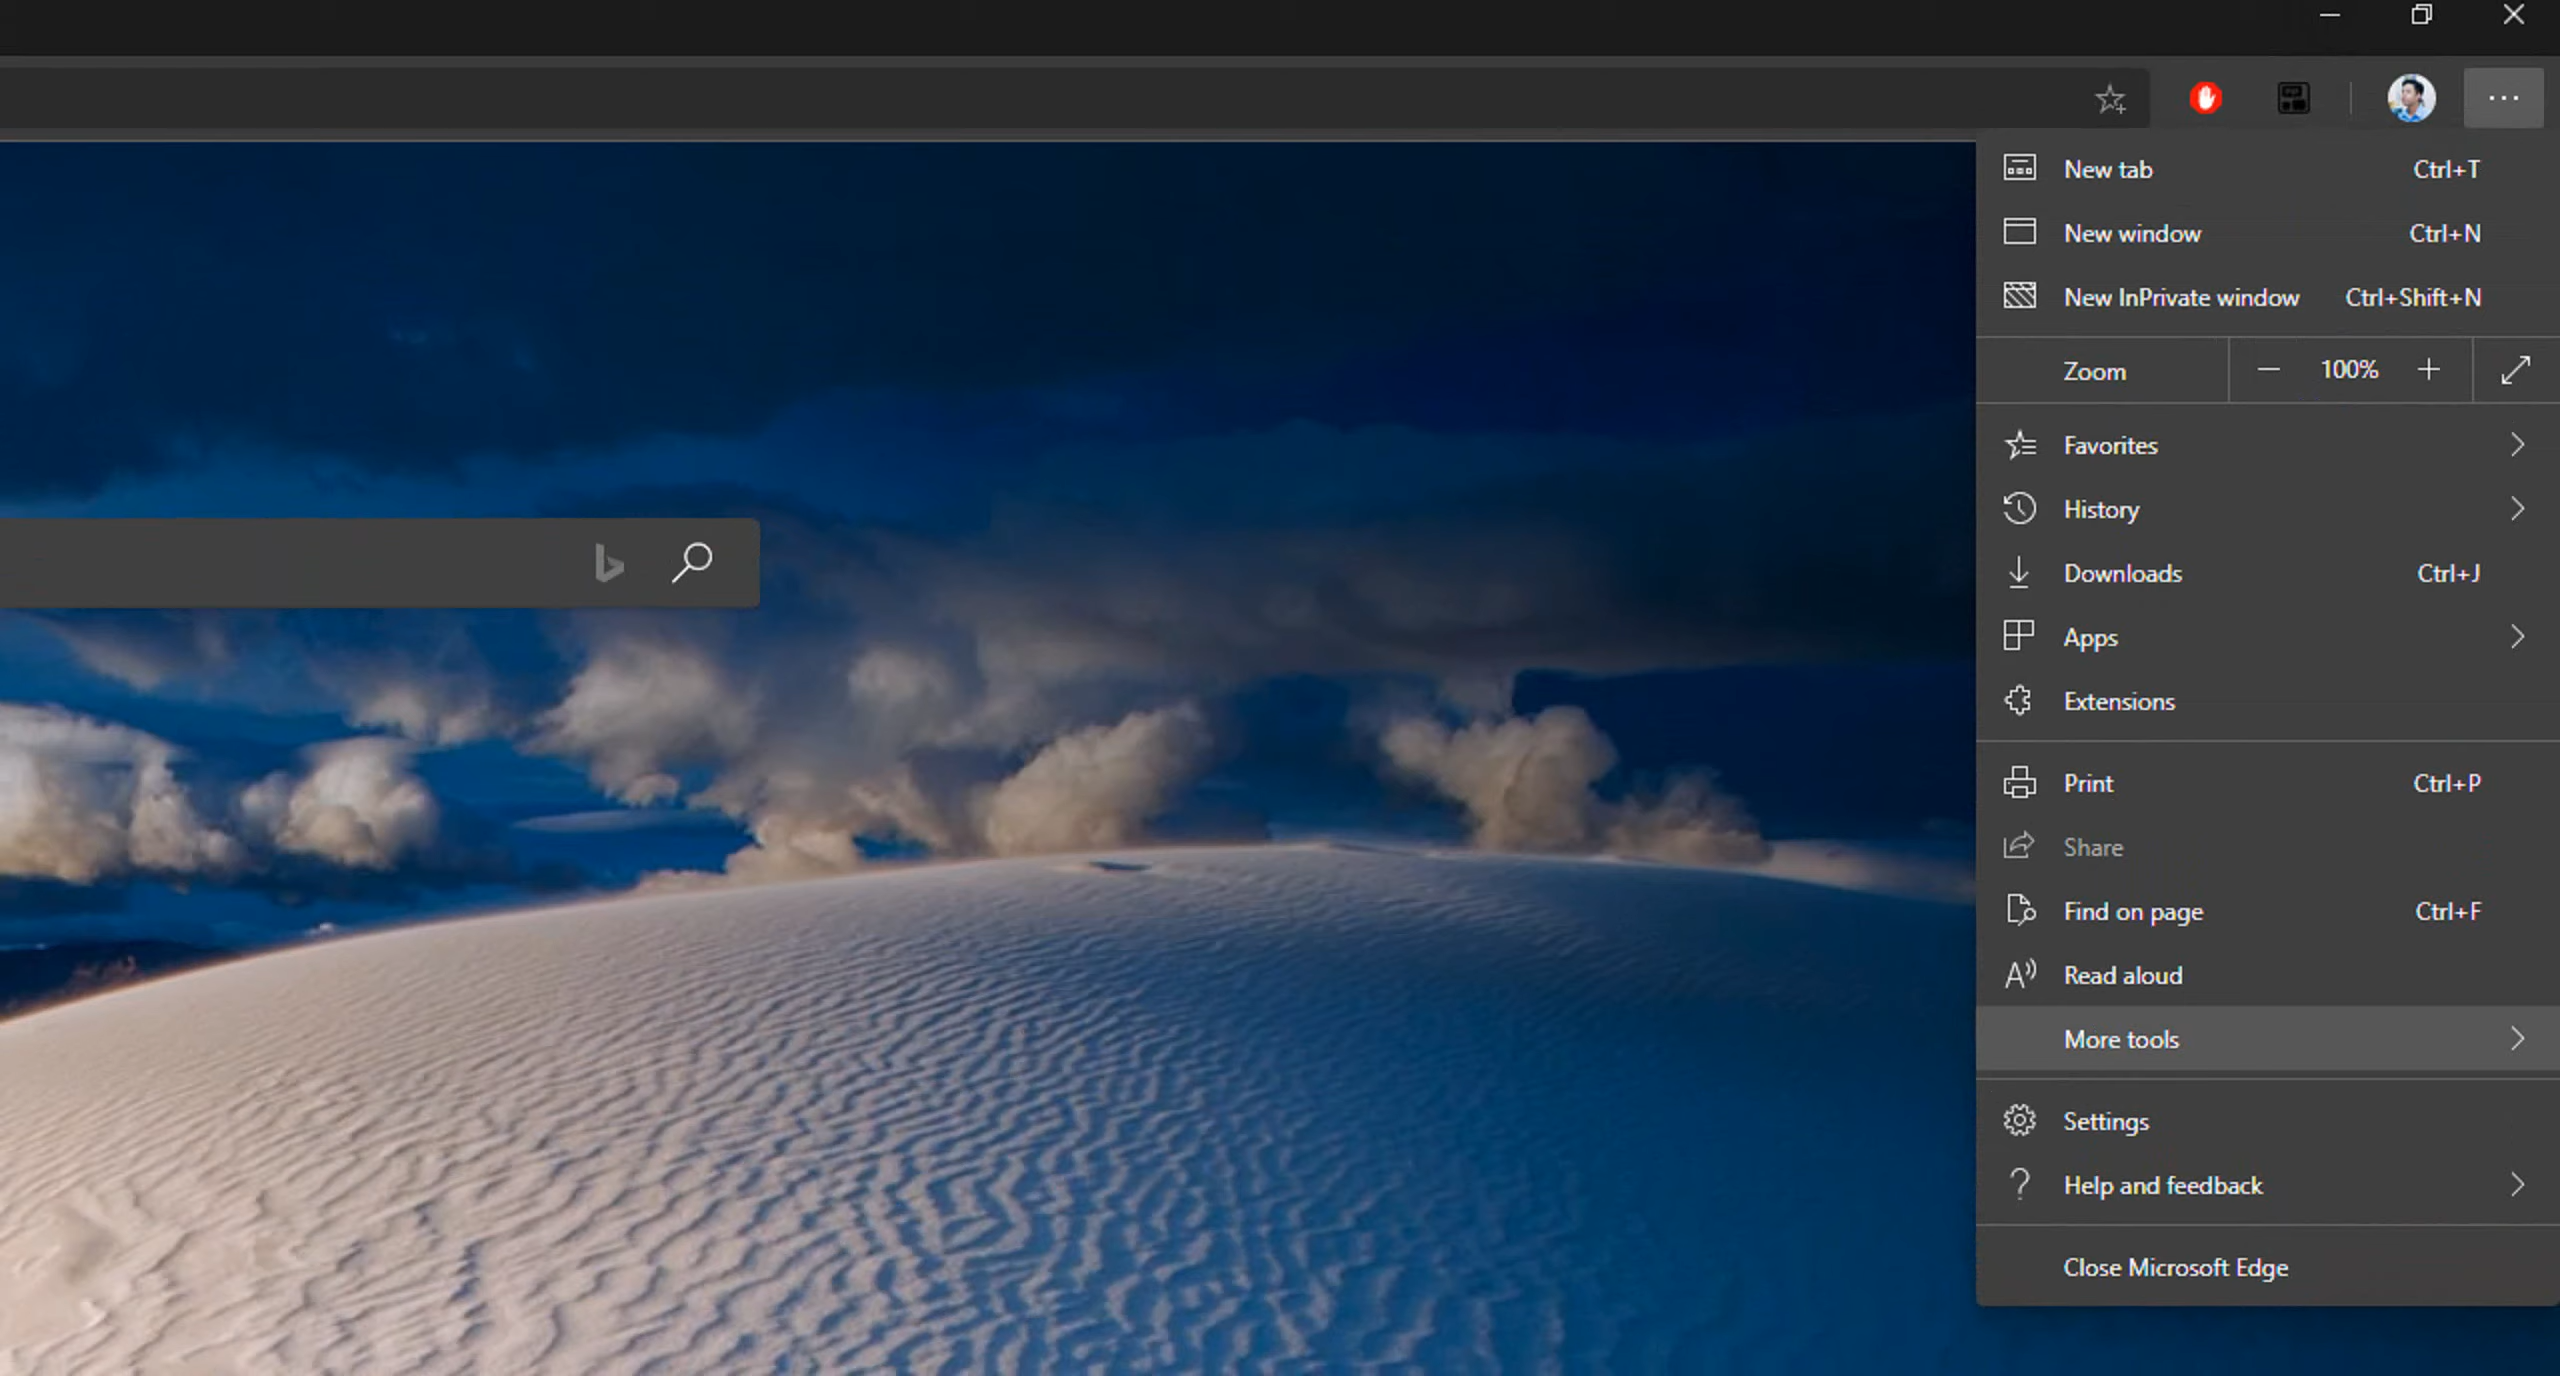 New tab Ctrl+T
New window Ctrl+N
New InPrivate window Ctrl+Shift+N
Zoom 100%
Favorites
History
Downloads Ctrl+J
Apps
Extensions
Print Ctrl+P
Share
Find on page Ctrl+F
Read aloud
More tools
Settings
Help and feedback
Close Microsoft Edge